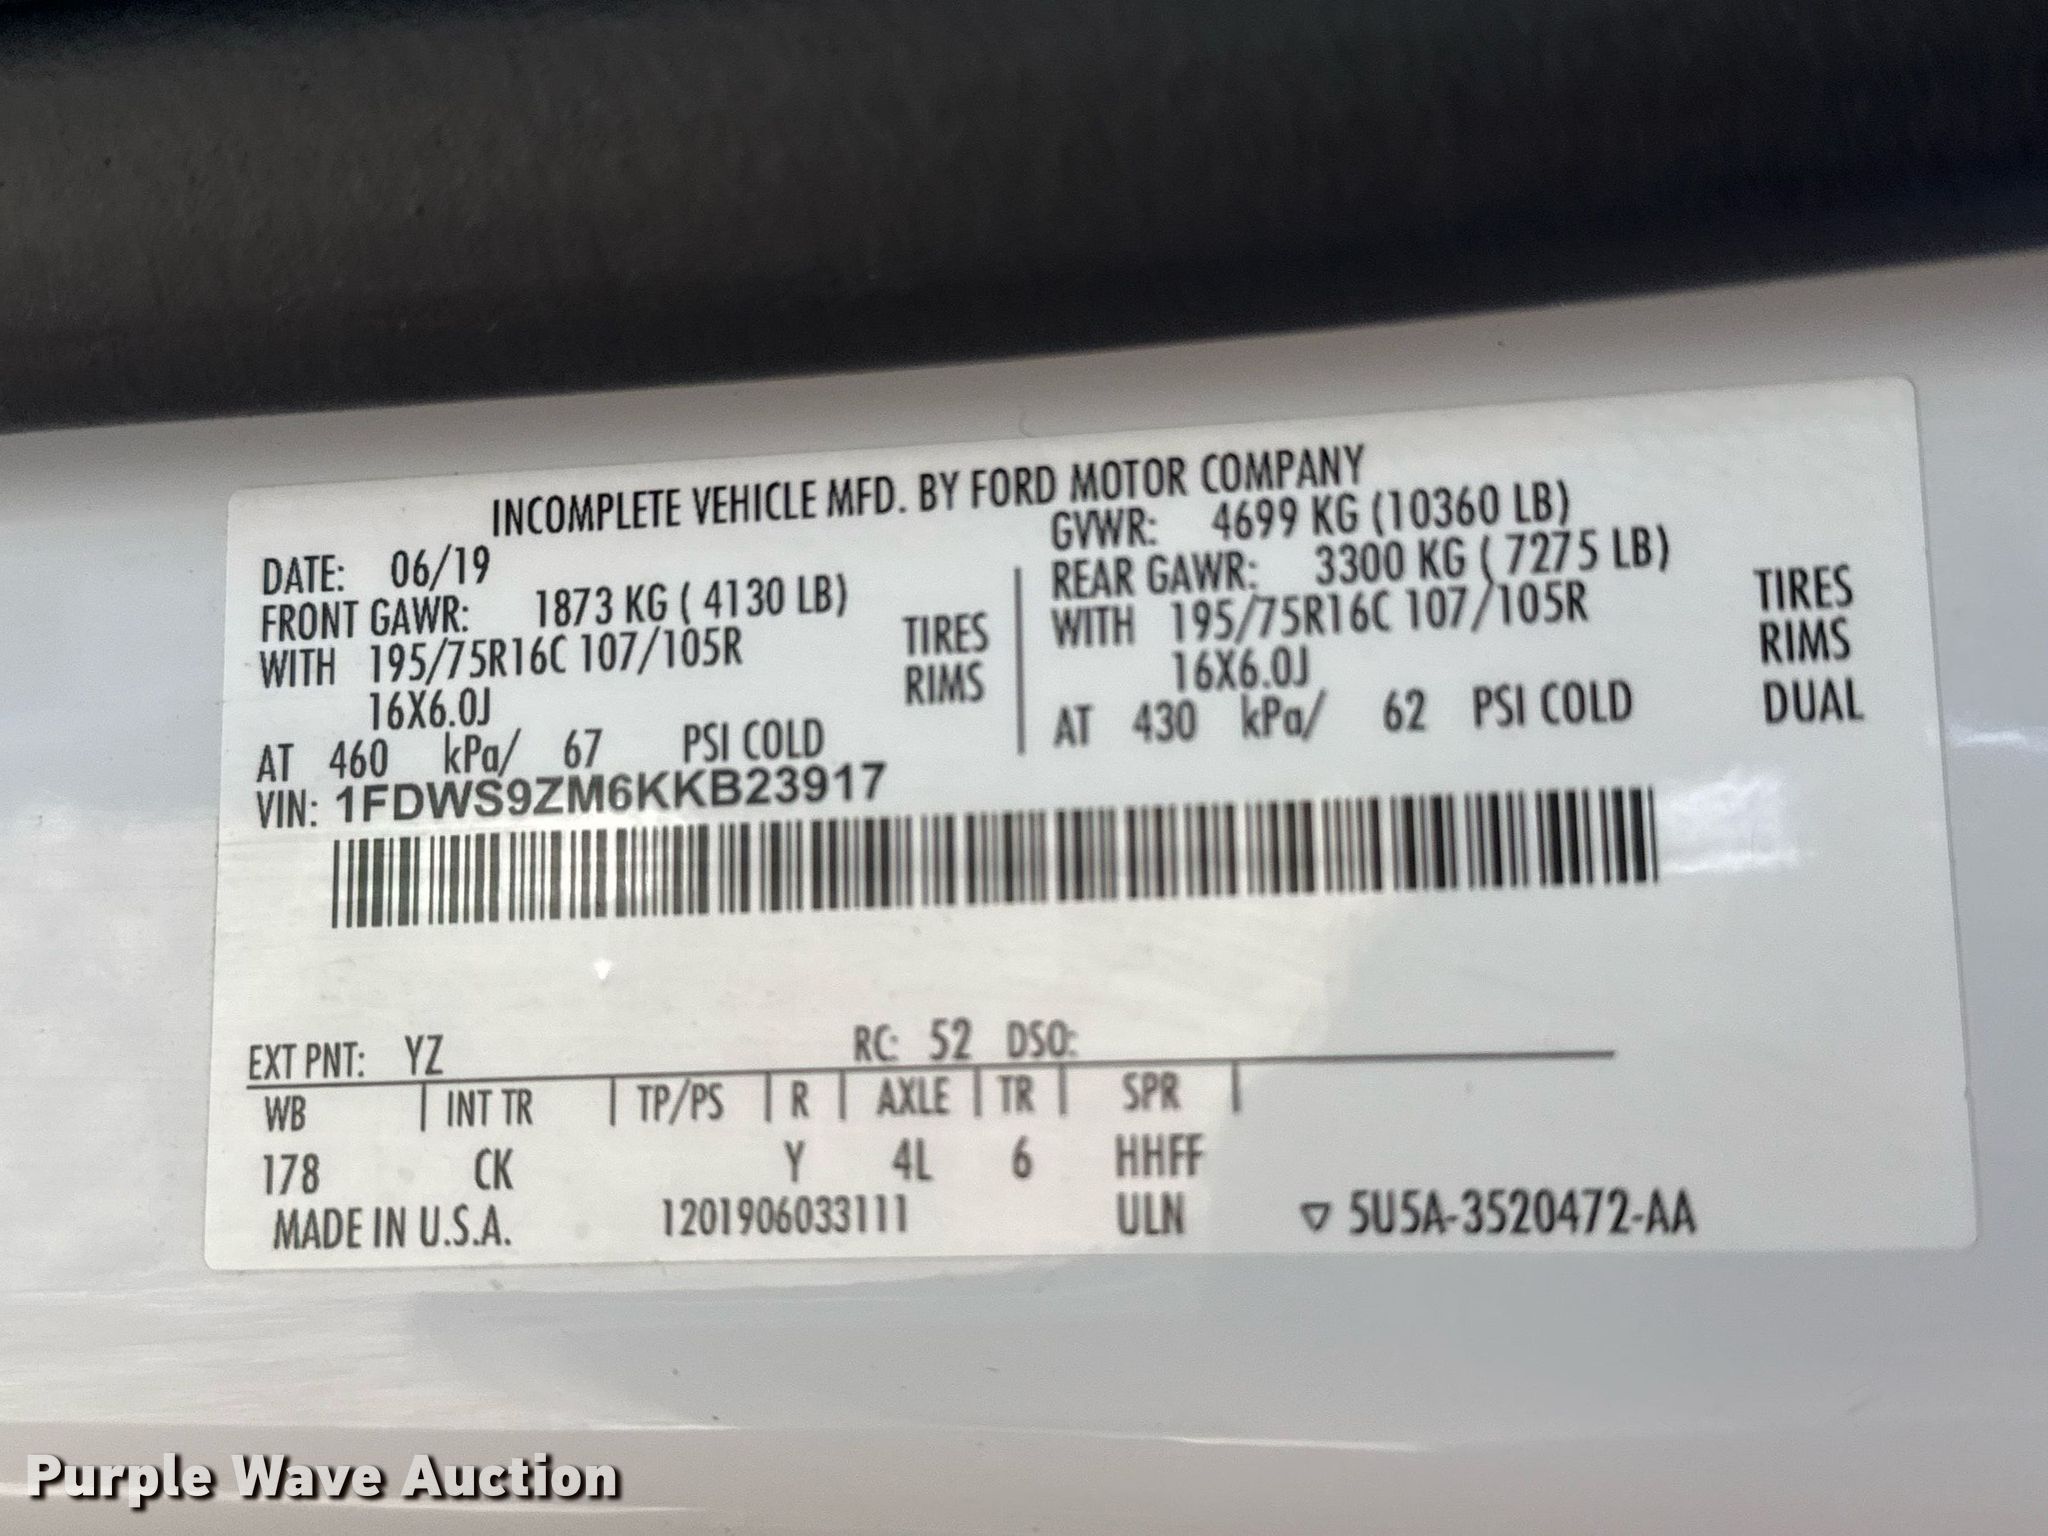 INCOMPLETE VEHICLE MFD. BY FORD MOTOR COMPANY
DATE: 06/19
GVWR: 4699 KG (10360 LB)
FRONT GAWR: 1873 KG ( 4130 LB)
REAR GAWR: 3300 KG ( 7275 LB)
WITH 195/75R16C 107/105R TIRES
WITH 195/75R16C 107/105R TIRES
16X6.0J RIMS
16X6.0J RIMS
AT 460 kPa/ 67 PSI COLD
AT 430 kPa/ 62 PSI COLD DUAL
VIN: 1FDWS9ZM6KKB23917
EXT PNT: YZ RC: 52 DSO:
WB | INT TR | TP/PS | R | AXLE | TR | SPR |
178 CK Y 4L 6 HHFF
MADE IN U.S.A. 1201906033111 ULN ▽ 5U5A-3520472-AA
Purple Wave Auction